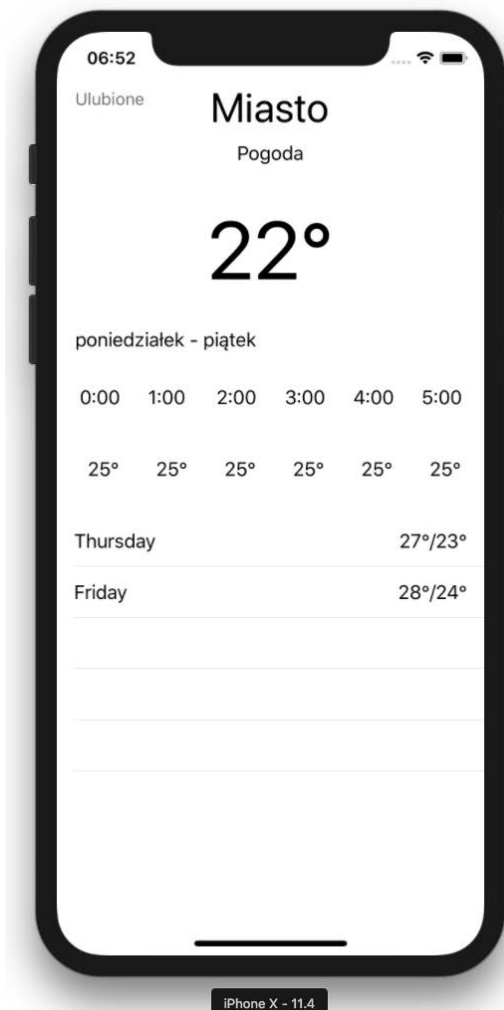 06:52
Ulubione
Miasto
Pogoda
22°
poniedziałek - piątek
0:00 1:00 2:00 3:00 4:00 5:00
25° 25° 25° 25° 25° 25°
Thursday 27°/23°
Friday 28°/24°
iPhone X - 11.4